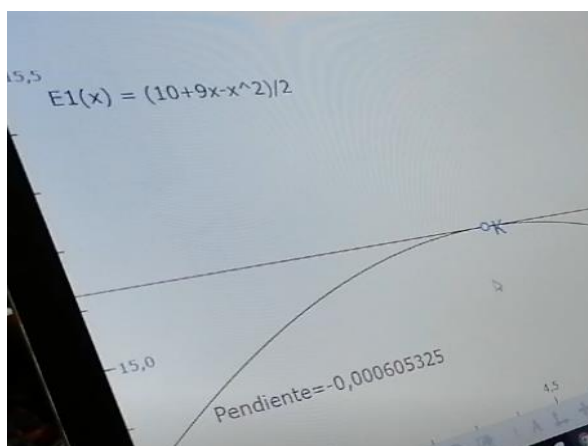 15,5
E1(x) = (10+9x-x^2)/2
K
15,0
Pendiente=-0,000605325
4,5